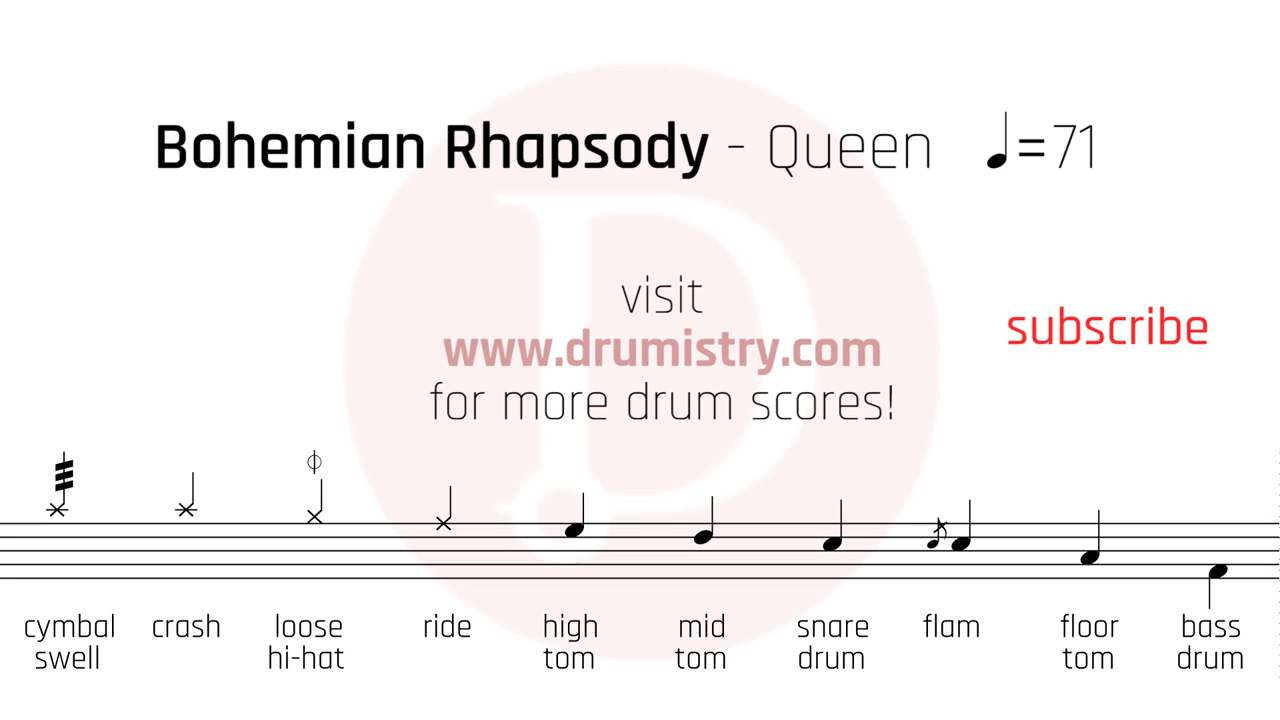 Bohemian Rhapsody - Queen ♩=71
visit
www.drumistry.com
for more drum scores!
subscribe
cymbal swell
crash
loose hi-hat
ride
high tom
mid tom
snare drum
flam
floor tom
bass drum